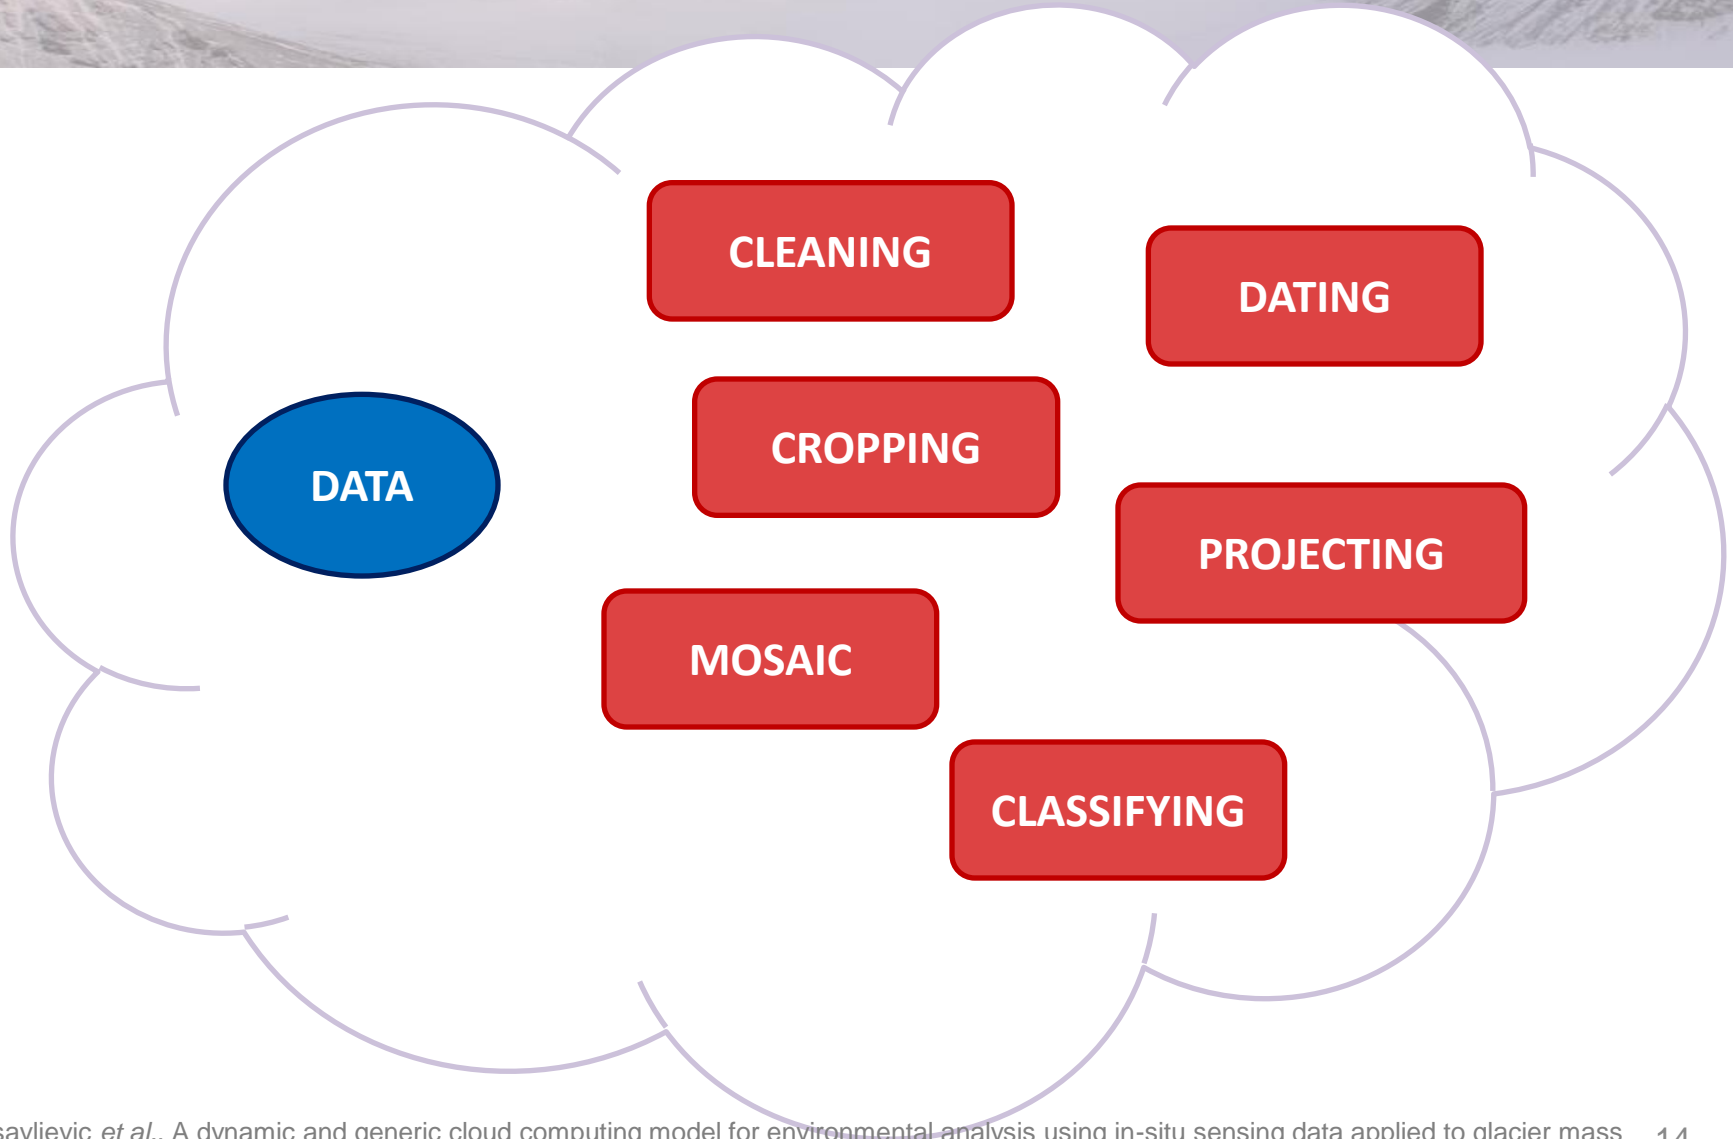 CLEANING
DATING
CROPPING
DATA
PROJECTING
MOSAIC
CLASSIFYING
et al., A dynamic and generic cloud computing model for environmental analysis using in-situ sensing data applied to glacier mass
14